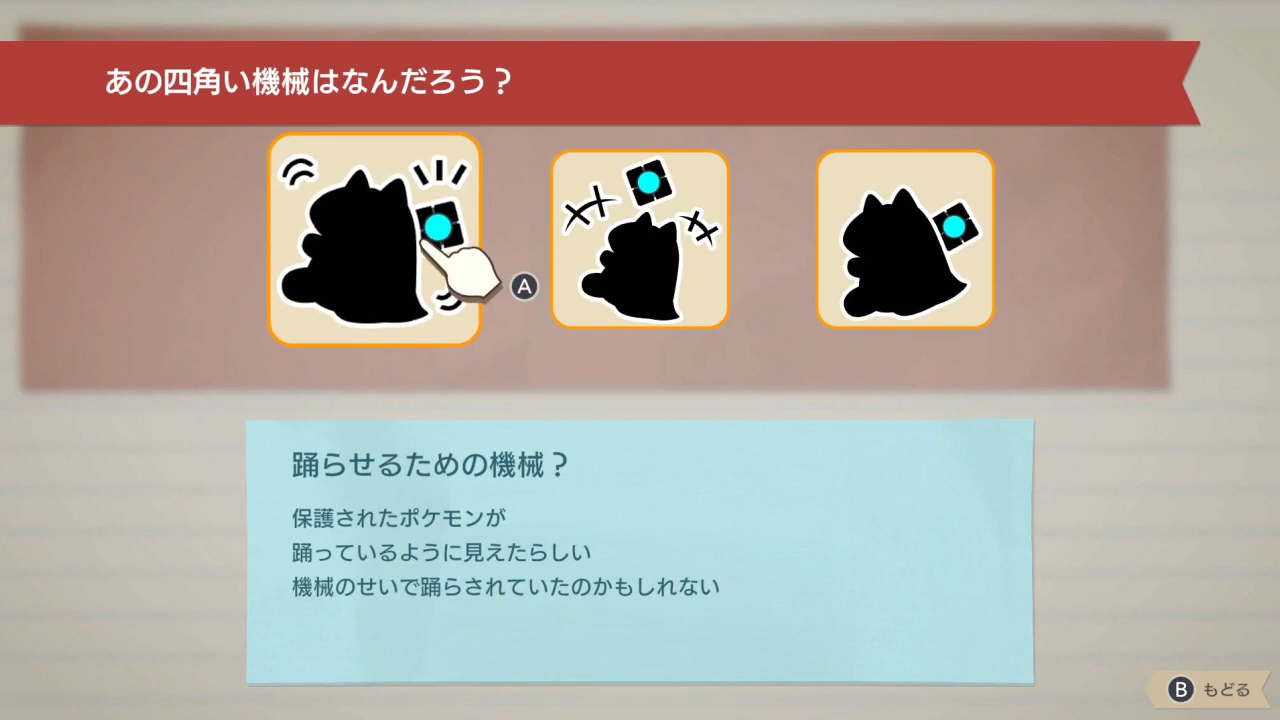 あの四角い機械はなんだろう？
A
踊らせるための機械？
保護されたポケモンが
踊っているように見えたらしい
機械のせいで踊らされていたのかもしれない
B もどる